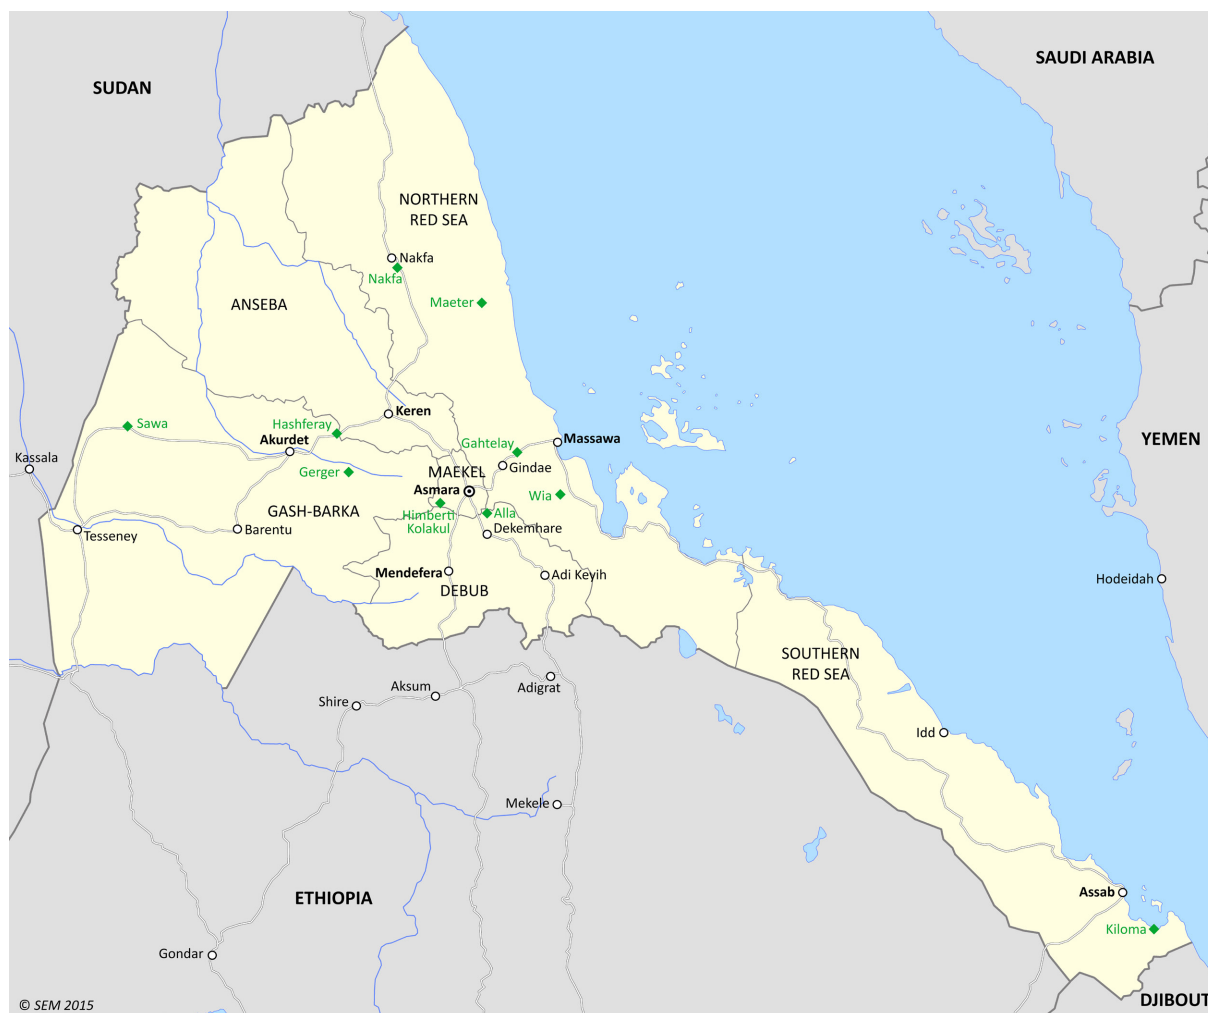 SAUDI ARABIA
SUDAN
NORTHERN
RED SEA
Nakfa
Nakfa
Maeter
ANSEBA
Keren
Sawa
Hashferay
Akurdet
Massawa
YEMEN
Gahtelay
Kassala
Gindae
Gerger
MAEKEL
Asmara
Wia
GASH-BARKA
Himberti
Kolakul
Alla
Dekemhare
Tesseney
Barentu
Mendefera
Adi Keyih
DEBUB
Hodeidah
SOUTHERN
RED SEA
Aksum
Adigrat
Shire
Idd
Mekele
ETHIOPIA
Assab
Kiloma
Gondar
© SEM 2015
DJIBOUT